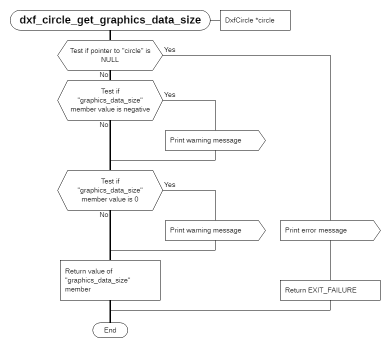 dxf_circle_get_graphics_data_size
DxfCircle *circle
Test if pointer to "circle" is
NULL
Yes
No
Test if
"graphics_data_size"
member value is negative
Yes
No
Print warning message
Test if
"graphics_data_size"
member value is 0
Yes
No
Print warning message
Print error message
Return value of
"graphics_data_size"
member
Return EXIT_FAILURE
End